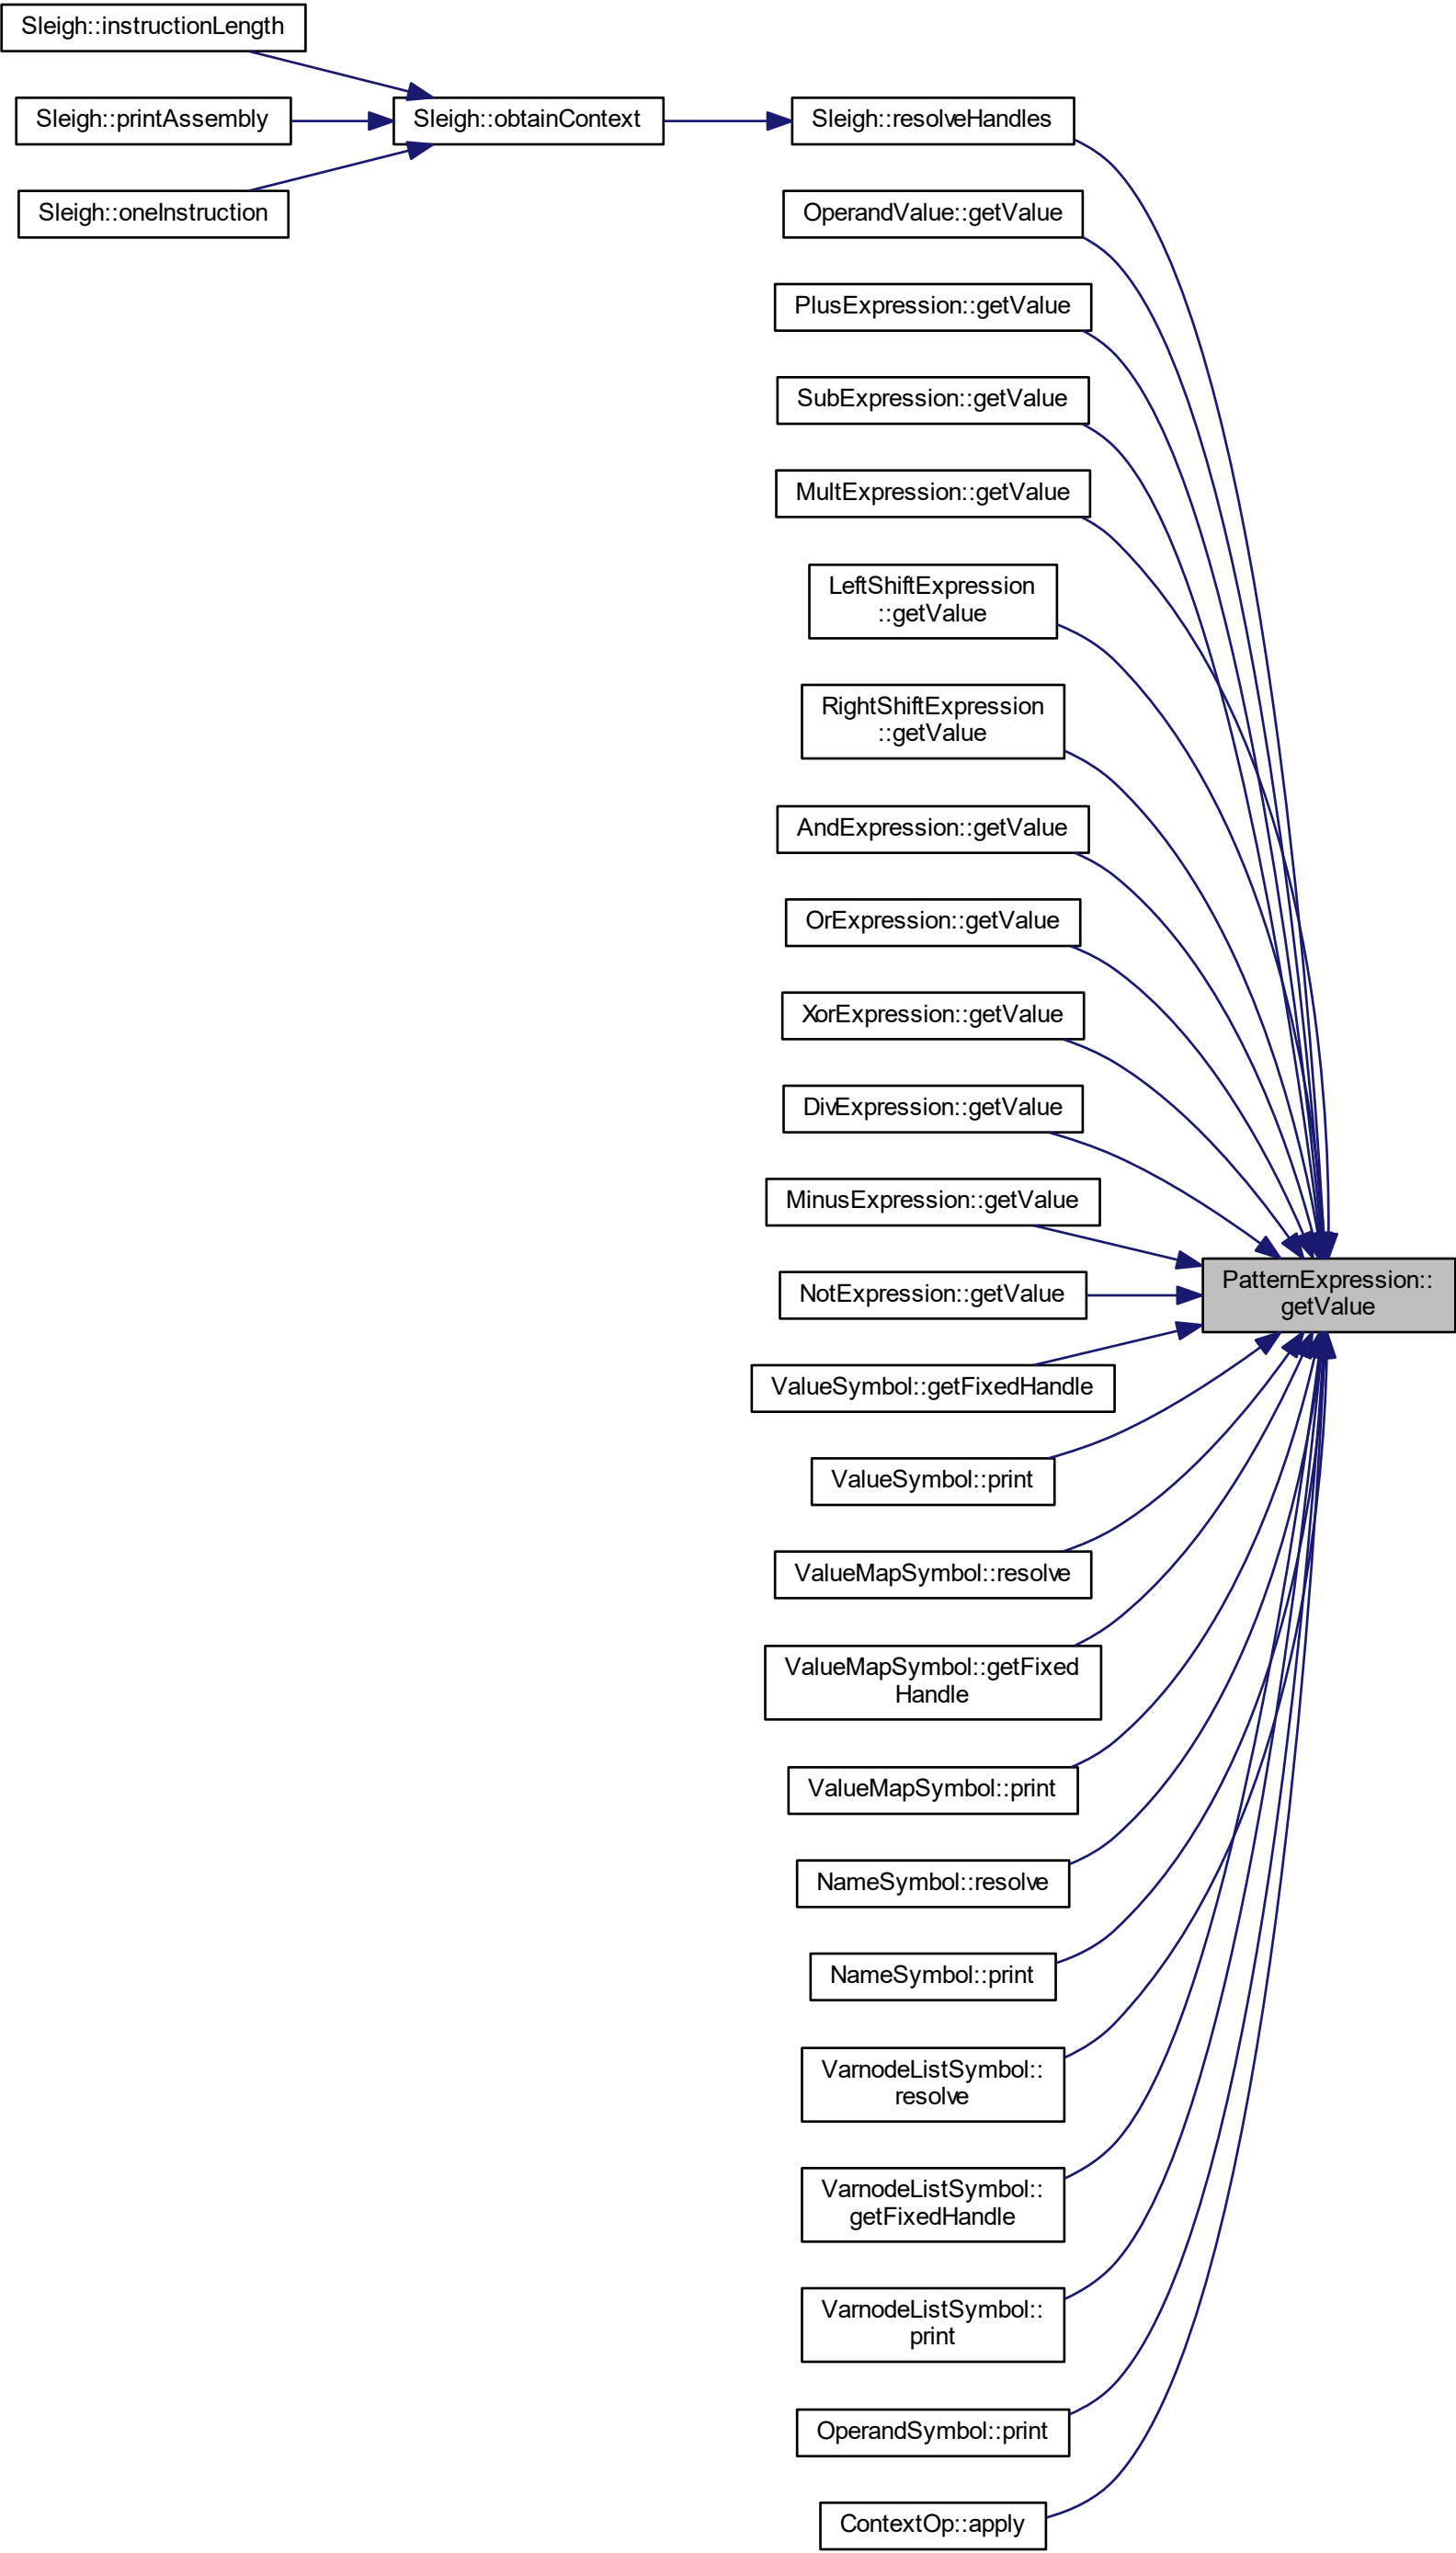 Sleigh::instructionLength
Sleigh::printAssembly
Sleigh::obtainContext
Sleigh::resolveHandles
Sleigh::oneInstruction
OperandValue::getValue
PlusExpression::getValue
SubExpression::getValue
MultExpression::getValue
LeftShiftExpression
::getValue
RightShiftExpression
::getValue
AndExpression::getValue
OrExpression::getValue
XorExpression::getValue
DivExpression::getValue
MinusExpression::getValue
NotExpression::getValue
PatternExpression::
getValue
ValueSymbol::getFixedHandle
ValueSymbol::print
ValueMapSymbol::resolve
ValueMapSymbol::getFixed
Handle
ValueMapSymbol::print
NameSymbol::resolve
NameSymbol::print
VarnodeListSymbol::
resolve
VarnodeListSymbol::
getFixedHandle
VarnodeListSymbol::
print
OperandSymbol::print
ContextOp::apply